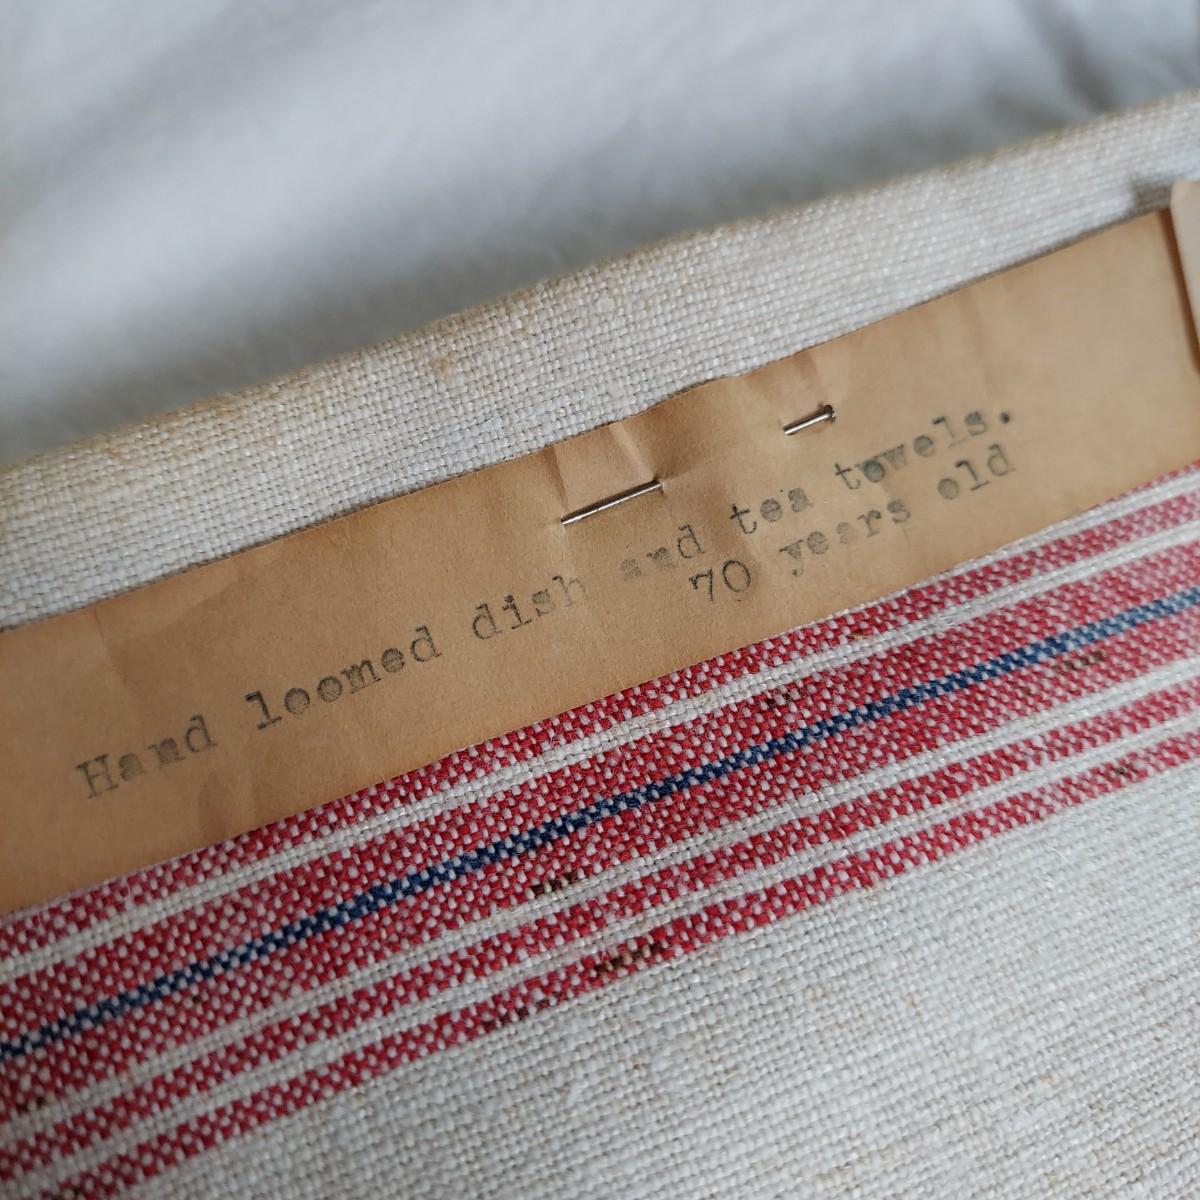 Hand loomed dish and tea towels.
70 years old